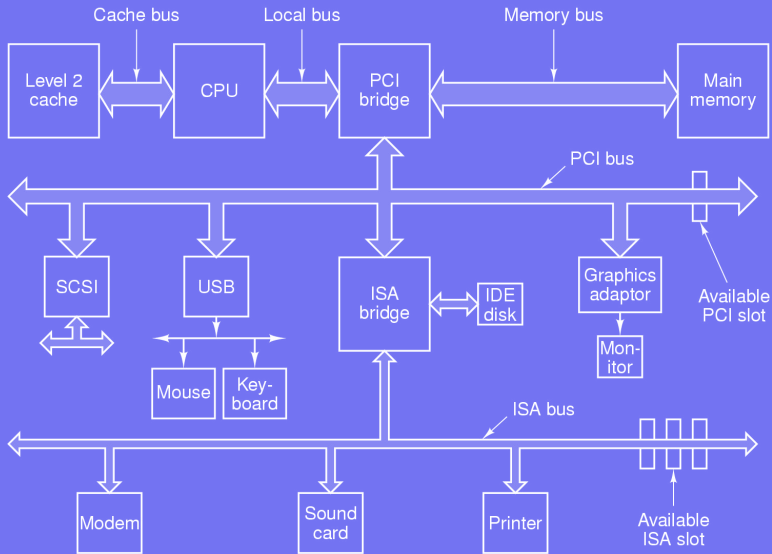 Cache bus
Local bus
Memory bus
Level 2
cache
CPU
PCI
bridge
Main
memory
PCI bus
SCSI
USB
ISA
bridge
IDE
disk
Graphics
adaptor
Available
PCI slot
Mon-
itor
Mouse
Key-
board
ISA bus
Modem
Sound
card
Printer
Available
ISA slot